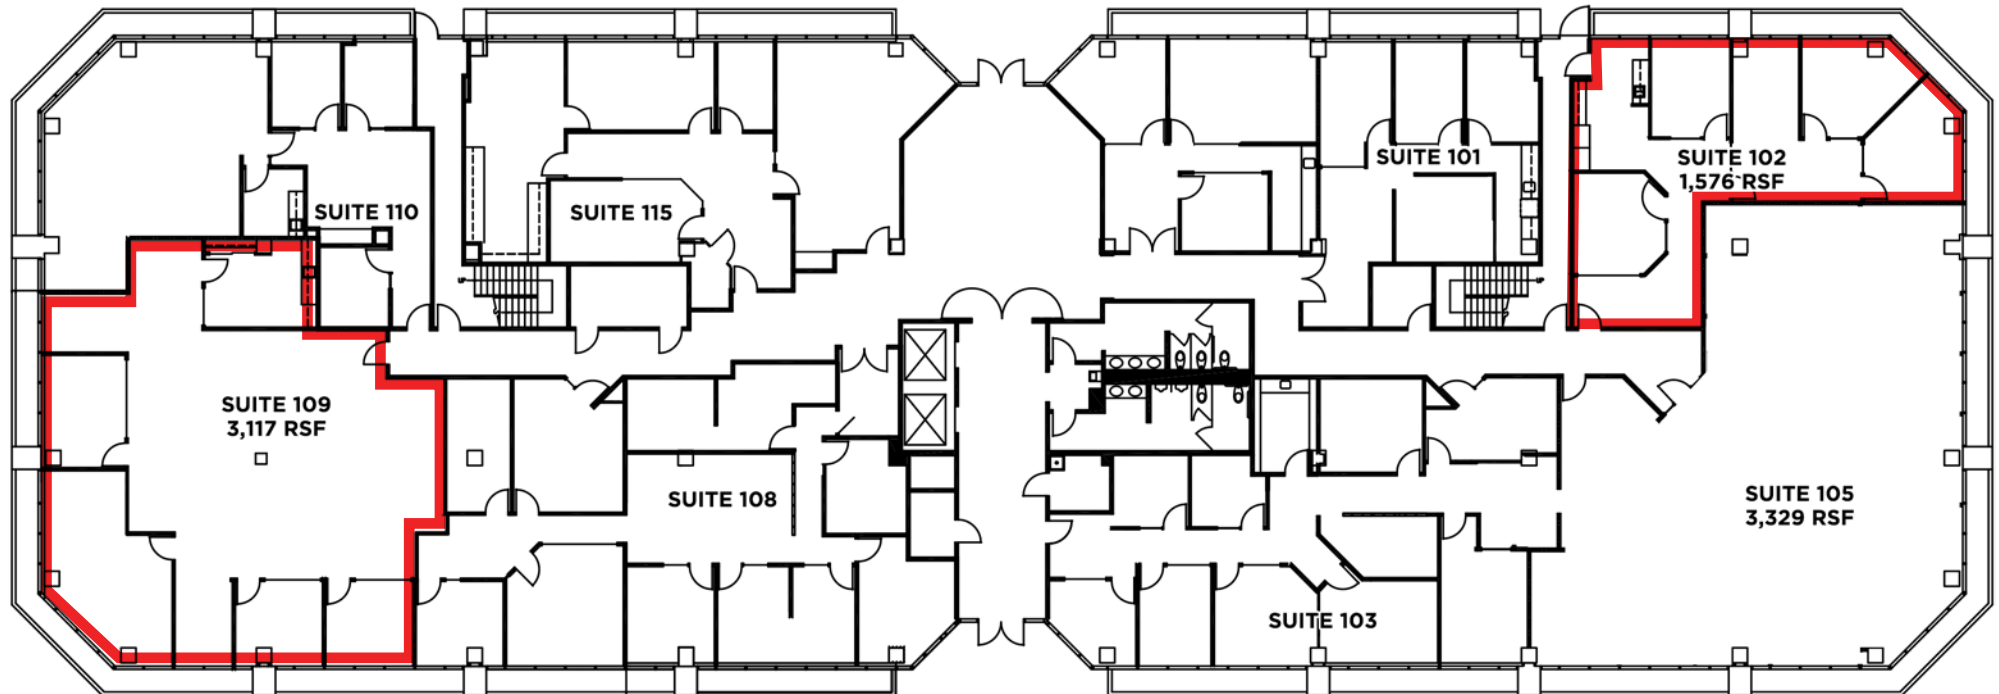 SUITE 101
SUITE 102
1,576 RSF
SUITE 110
SUITE 115
SUITE 109
3,117 RSF
SUITE 108
SUITE 105
3,329 RSF
SUITE 103